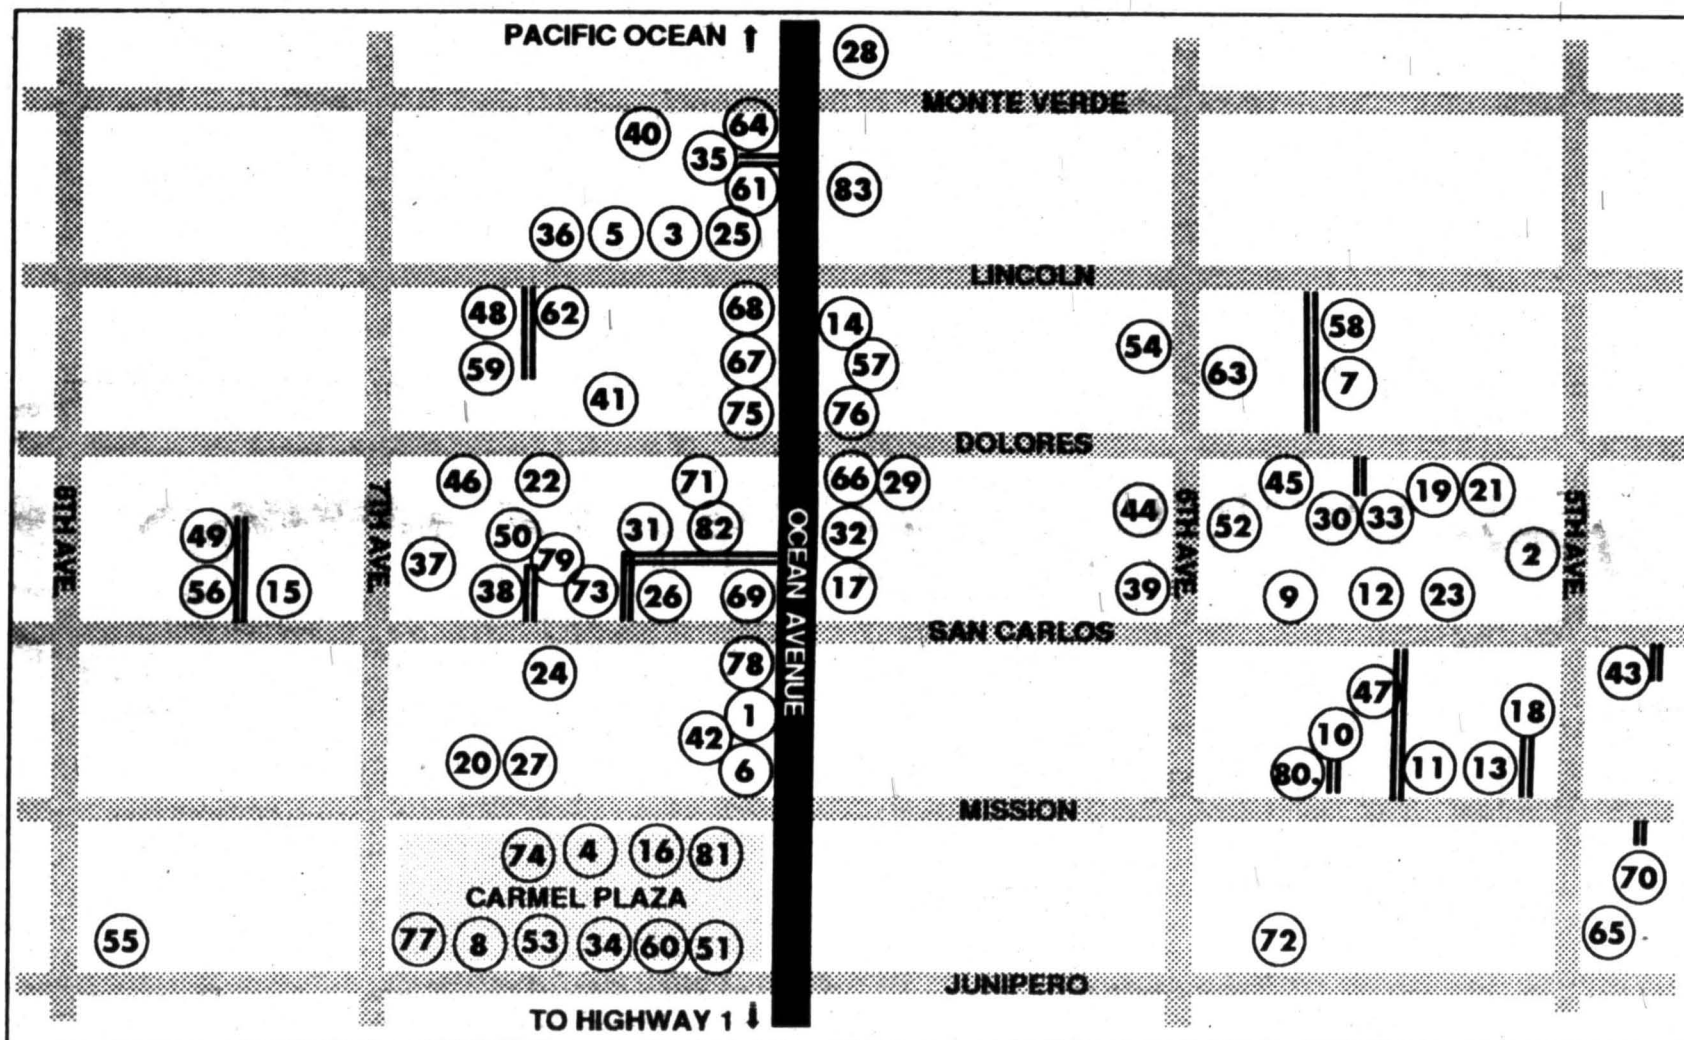 PACIFIC OCEAN ↑
28
MONTE VERDE
40
64
35
61
83
36 5 3 25
LINCOLN
48 62 68 14 58
54
59 67 57 63 7
41 75 76
DOLORES
46 22 71 66 29 45 19 21
49 50 31 82 32 44 52 30 33
37 79 2
56 15 38 73 26 69 17 39 9 12 23
8TH AVE
7TH AVE
OCEAN AVENUE
6TH AVE
5TH AVE
SAN CARLOS
24 78 43
1 47 18
42 10
20 27 6 80. 11 13
MISSION
74 4 16 81
70
CARMEL PLAZA
55 77 8 53 34 60 51 72 65
JUNIPERO
TO HIGHWAY 1 ↓